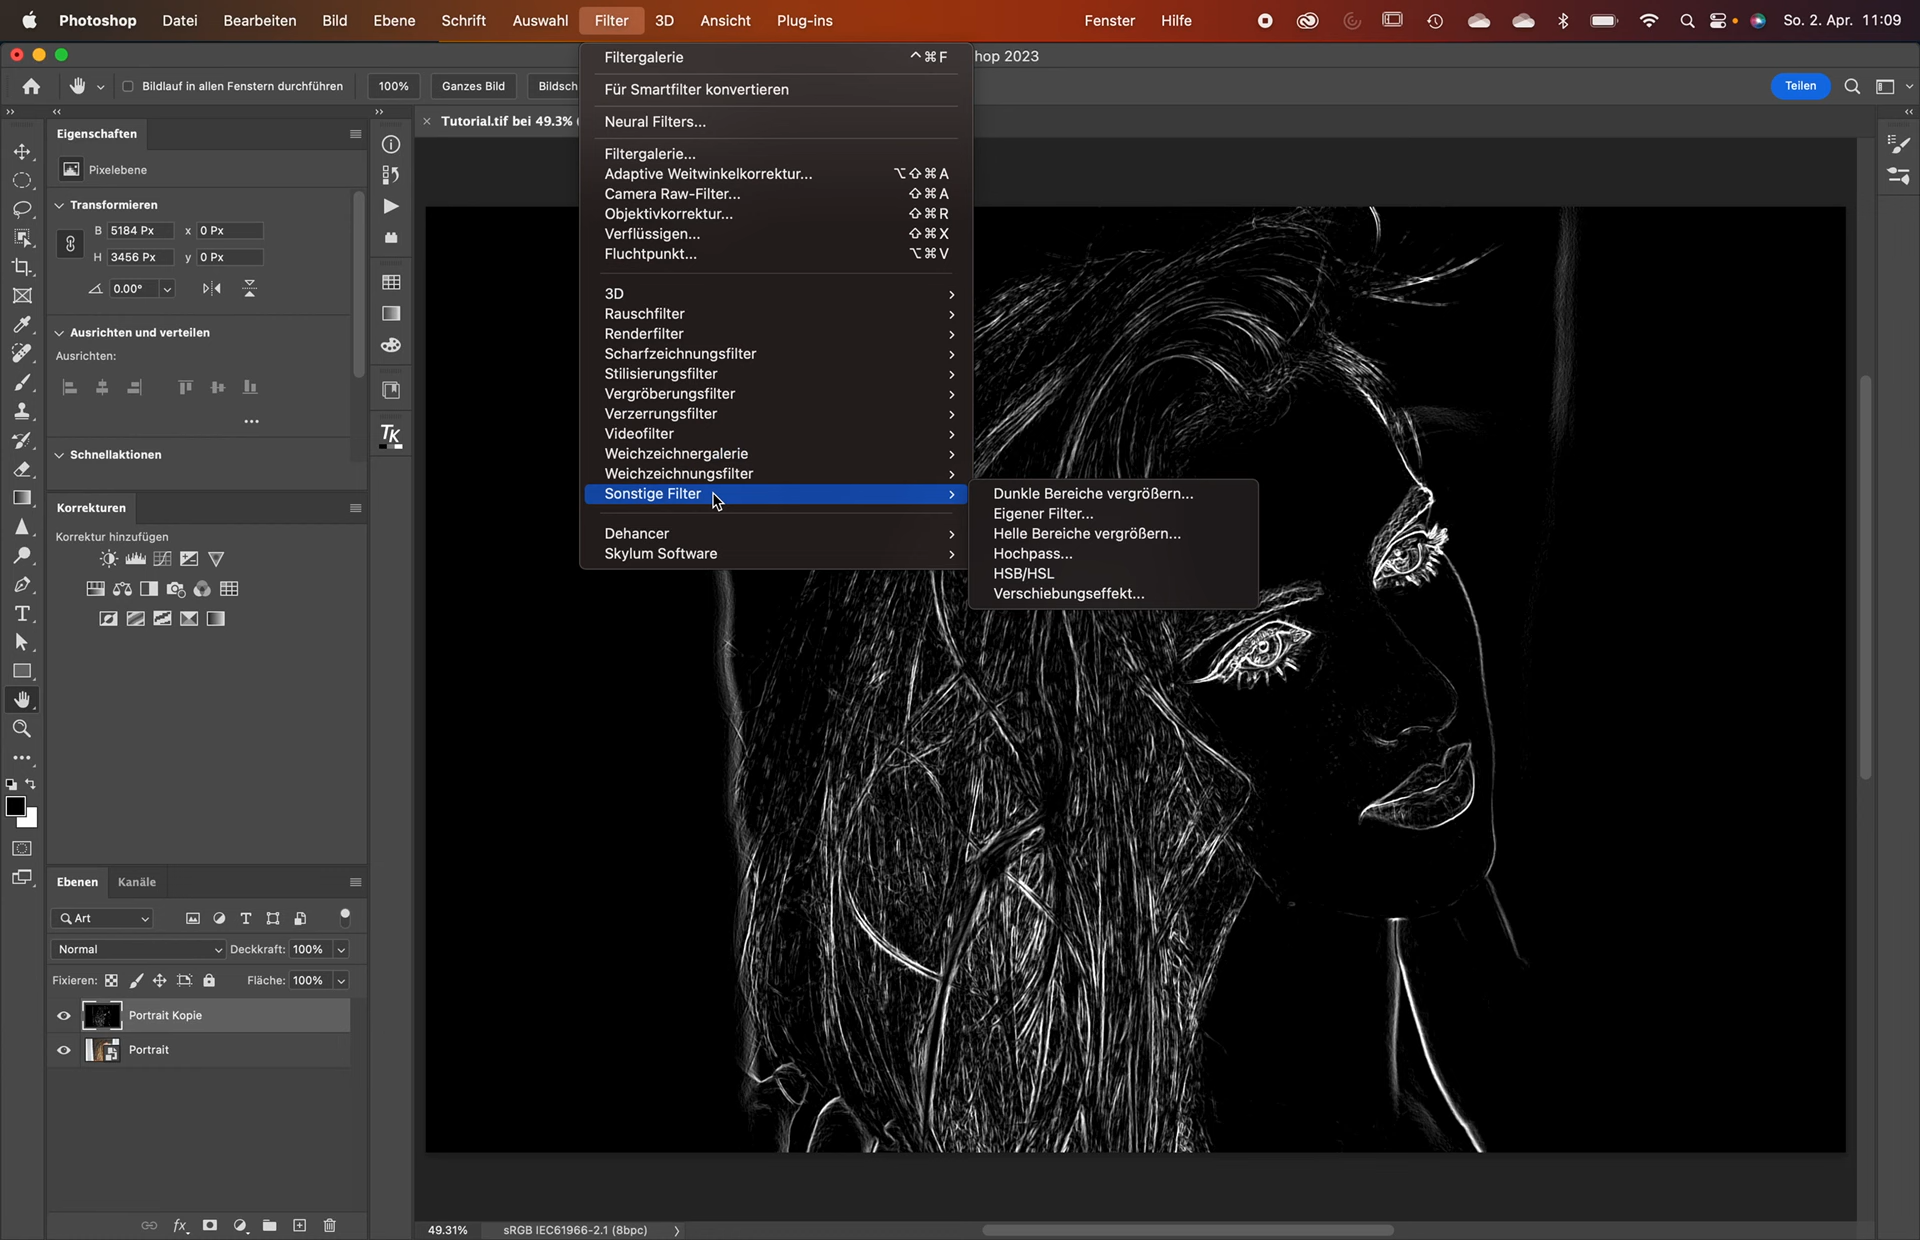 Photoshop Datei Bearbeiten Bild Ebene Schrift Auswahl Filter 3D Ansicht Plug-ins Fenster Hilfe So. 2. Apr. 11:09
hop 2023
Bildlauf in allen Fenstern durchführen 100% Ganzes Bild Bildsch Teilen
Tutorial.tif bei 49.3% (
Filtergalerie ^⌘F
Für Smartfilter konvertieren
Neural Filters...
Filtergalerie...
Adaptive Weitwinkelkorrektur... ⌥⇧⌘A
Camera Raw-Filter... ⇧⌘A
Objektivkorrektur... ⇧⌘R
Verflüssigen... ⇧⌘X
Fluchtpunkt... ⌥⌘V
3D
Rauschfilter
Renderfilter
Scharfzeichnungsfilter
Stilisierungsfilter
Vergröberungsfilter
Verzerrungsfilter
Videofilter
Weichzeichnergalerie
Weichzeichnungsfilter
Sonstige Filter
Dehancer
Skylum Software
Dunkle Bereiche vergrößern...
Eigener Filter...
Helle Bereiche vergrößern...
Hochpass...
HSB/HSL
Verschiebungseffekt...
Eigenschaften
Pixelebene
Transformieren
B 5184 Px x 0 Px
H 3456 Px y 0 Px
0.00°
Ausrichten und verteilen
Ausrichten:
Schnellaktionen
Korrekturen
Korrektur hinzufügen
TK
Ebenen Kanäle
Art
Normal Deckkraft: 100%
Fixieren: Fläche: 100%
Portrait Kopie
Portrait
fx
49.31% sRGB IEC61966-2.1 (8bpc)